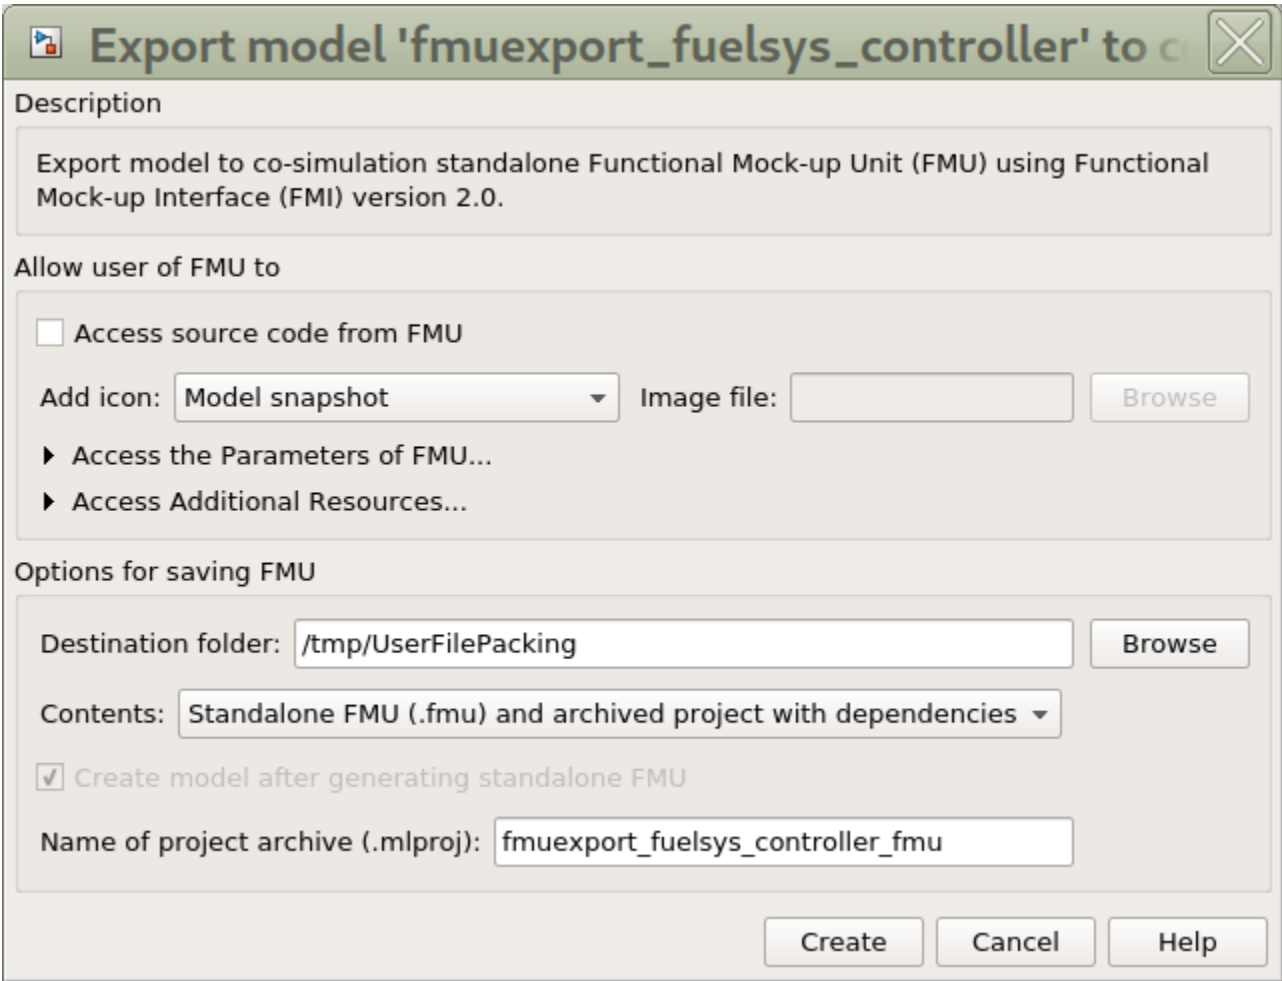 Export model 'fmuexport_fuelsys_controller' to c
Description
Export model to co-simulation standalone Functional Mock-up Unit (FMU) using Functional
Mock-up Interface (FMI) version 2.0.
Allow user of FMU to
Access source code from FMU
Add icon: Model snapshot Image file: Browse
Access the Parameters of FMU...
Access Additional Resources...
Options for saving FMU
Destination folder: /tmp/UserFilePacking Browse
Contents: Standalone FMU (.fmu) and archived project with dependencies
Create model after generating standalone FMU
Name of project archive (.mlproj): fmuexport_fuelsys_controller_fmu
Create Cancel Help